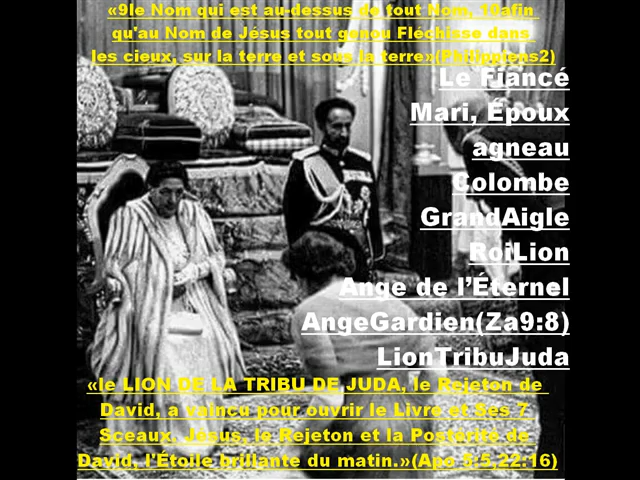 «9le Nom qui est au-dessus de tout Nom, 10afin
qu'au Nom de Jésus tout genou Fléchisse dans
les cieux, sur la terre et sous la terre»(Philippiens2)
Le Fiancé
Mari, Époux
agneau
Colombe
GrandAigle
RoiLion
Ange de l’Éternel
AngeGardien(Za9:8)
LionTribuJuda
«le LION DE LA TRIBU DE JUDA, le Rejeton de
David, a vaincu pour ouvrir le Livre et Ses 7
Sceaux. Jésus, le Rejeton et la Postérité de
David, l'Étoile brillante du matin.»(Apo 5:5,22:16)